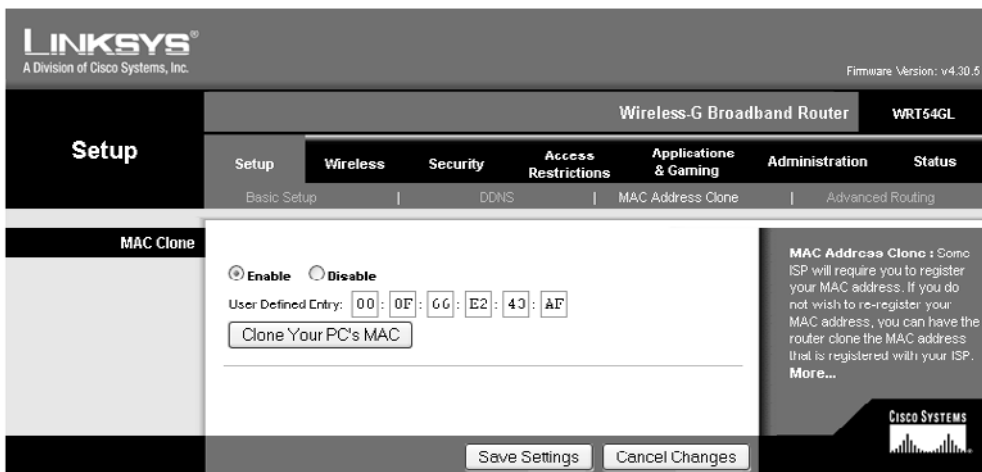 LINKSYS®
A Division of Cisco Systems, Inc.
Firmware Version: v4.30.5
Wireless-G Broadband Router WRT54GL
Setup
Setup Wireless Security Access Restrictions Applications & Gaming Administration Status
Basic Setup | DDNS | MAC Address Clone | Advanced Routing
MAC Clone
Enable Disable
User Defined Entry: 00 : 0F : 66 : E2 : 43 : AF
Clone Your PC's MAC
MAC Address Clone : Some
ISP will require you to register
your MAC address. If you do
not wish to re-register your
MAC address, you can have the
router clone the MAC address
that is registered with your ISP.
More...
CISCO SYSTEMS
Save Settings Cancel Changes